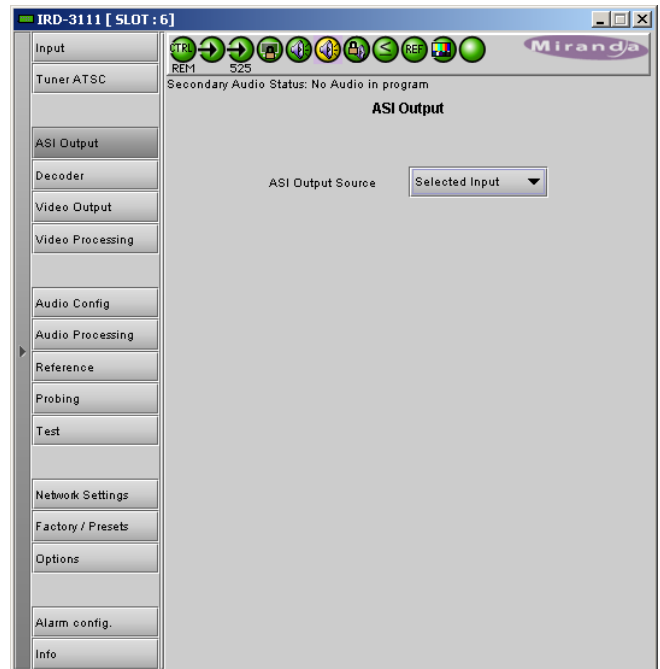 IRD-3111 [ SLOT : 6]
Input
Tuner ATSC
ASI Output
Decoder
Video Output
Video Processing
Audio Config
Audio Processing
Reference
Probing
Test
Network Settings
Factory / Presets
Options
Alarm config.
Info
CTRL
REF
Miranda
REM
525
Secondary Audio Status: No Audio in program
ASI Output
ASI Output Source
Selected Input